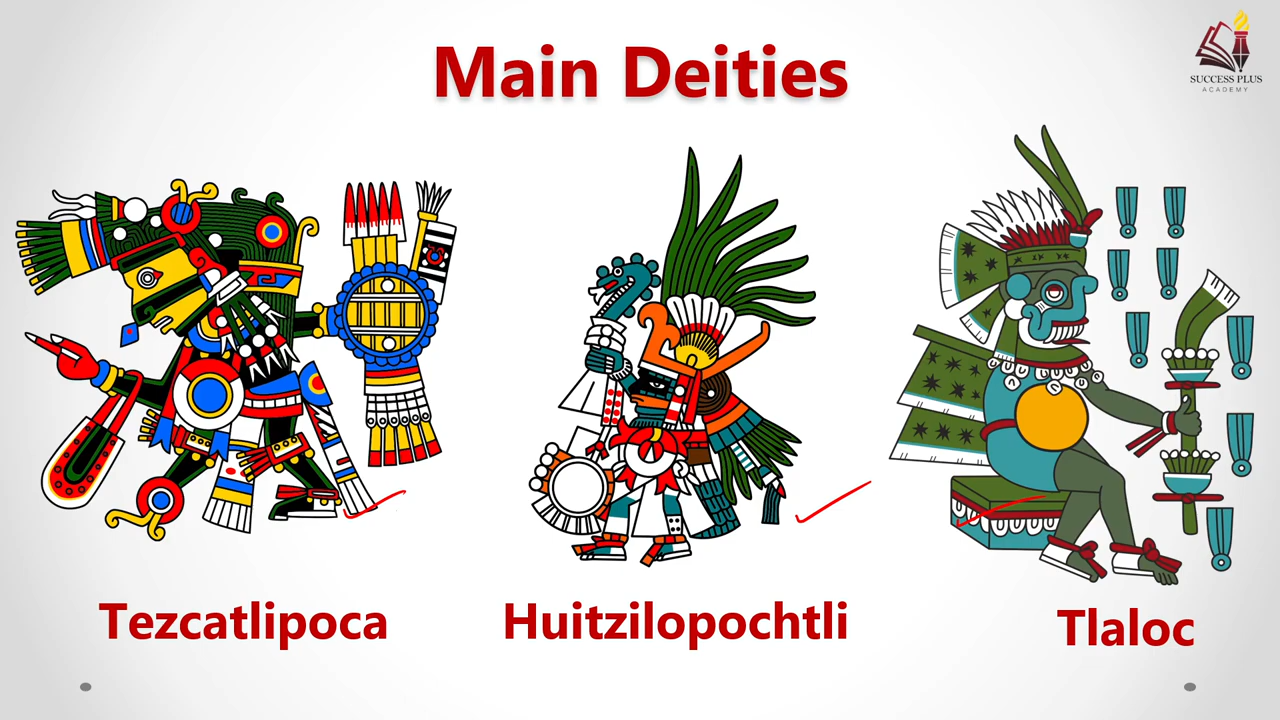 Main Deities
SUCCESS PLUS
ACADEMY
Tezcatlipoca
Huitzilopochtli
Tlaloc